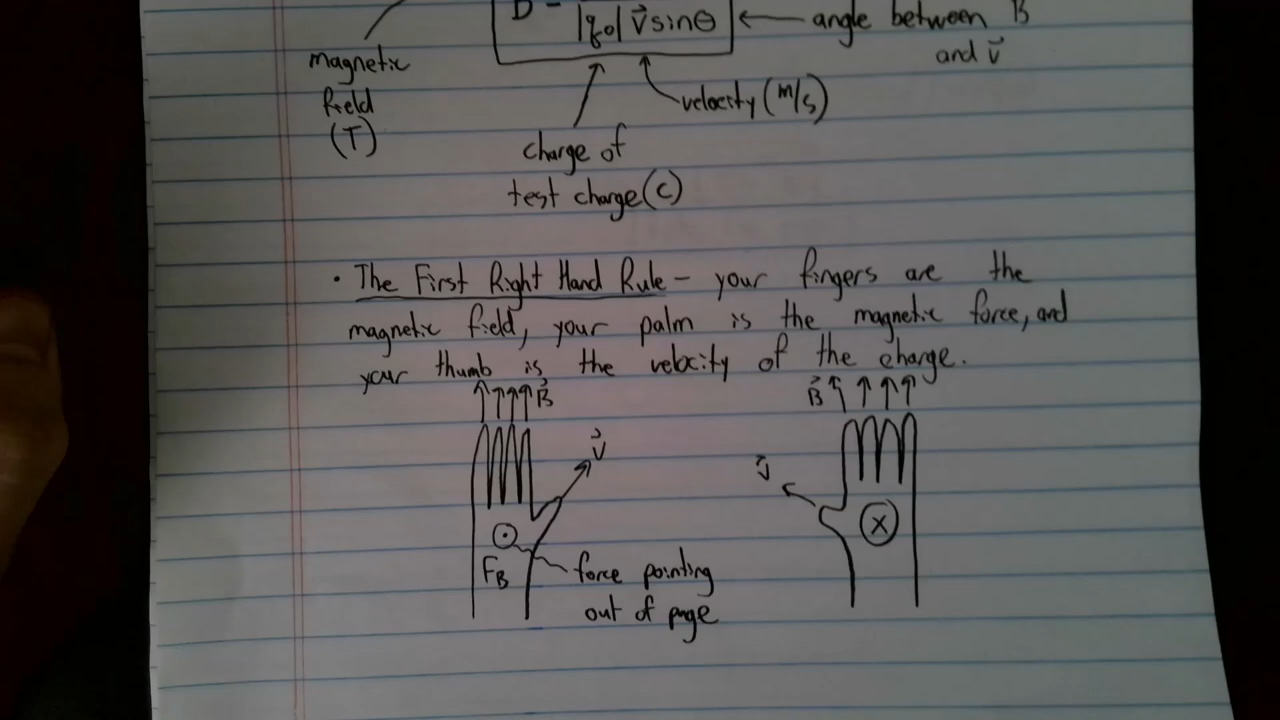 B = |q₀| v⃗ sinθ ← angle between B⃗
and v⃗
magnetic
field
(T)
velocity (m/s)
charge of
test charge (C)
• The First Right Hand Rule - your fingers are the
magnetic field, your palm is the magnetic force, and
your thumb is the velocity of the charge.
B⃗
v⃗
F_B
force pointing
out of page
B⃗
v⃗
X